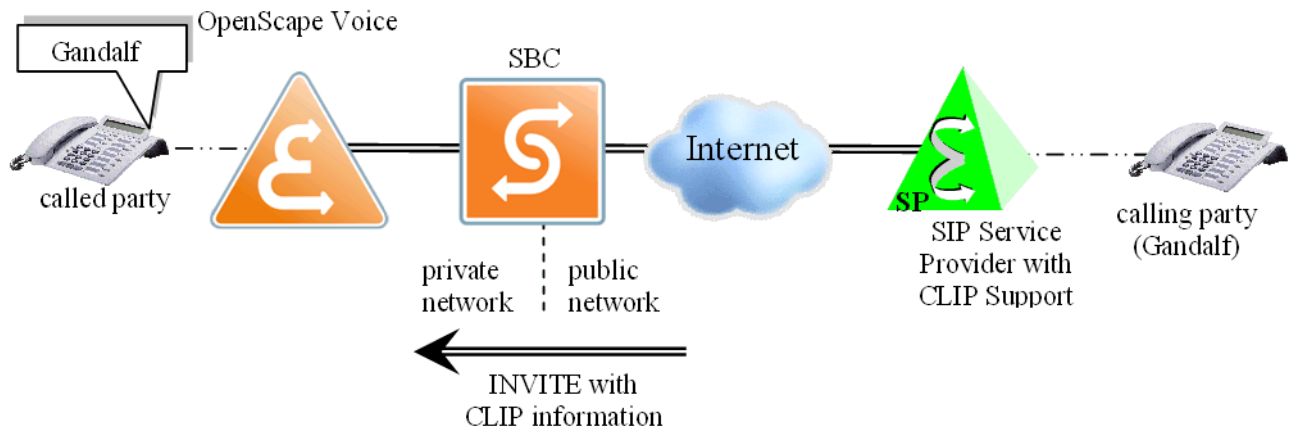 OpenScape Voice
Gandalf
SBC
Internet
SP
called party
calling party
(Gandalf)
SIP Service
Provider with
CLIP Support
private
network
public
network
INVITE with
CLIP information